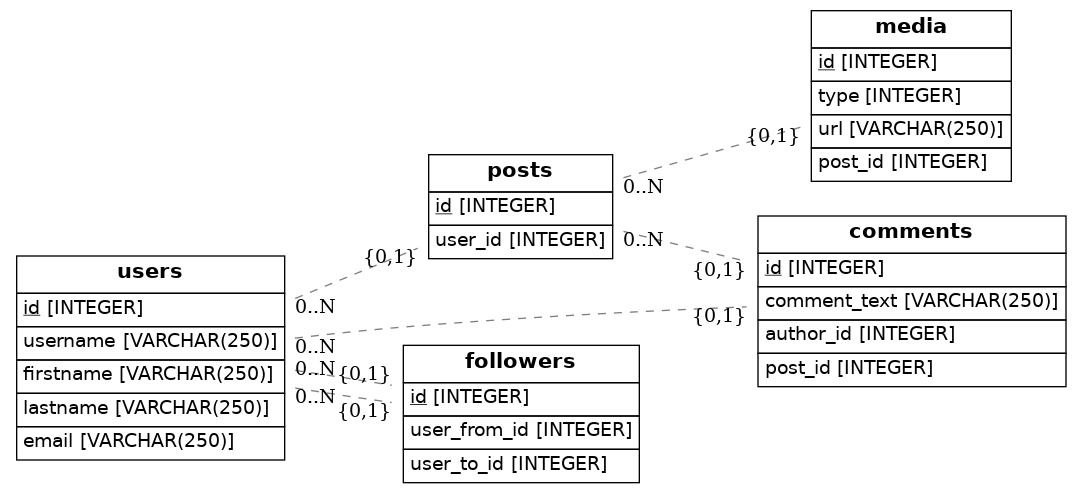 media
id [INTEGER]
type [INTEGER]
url [VARCHAR(250)]
post_id [INTEGER]
{0,1}
0..N
posts
id [INTEGER]
user_id [INTEGER]
{0,1}
0..N
0..N
{0,1}
comments
id [INTEGER]
comment_text [VARCHAR(250)]
author_id [INTEGER]
post_id [INTEGER]
users
id [INTEGER]
username [VARCHAR(250)]
firstname [VARCHAR(250)]
lastname [VARCHAR(250)]
email [VARCHAR(250)]
0..N
{0,1}
0..N
{0,1}
0..N
{0,1}
followers
id [INTEGER]
user_from_id [INTEGER]
user_to_id [INTEGER]